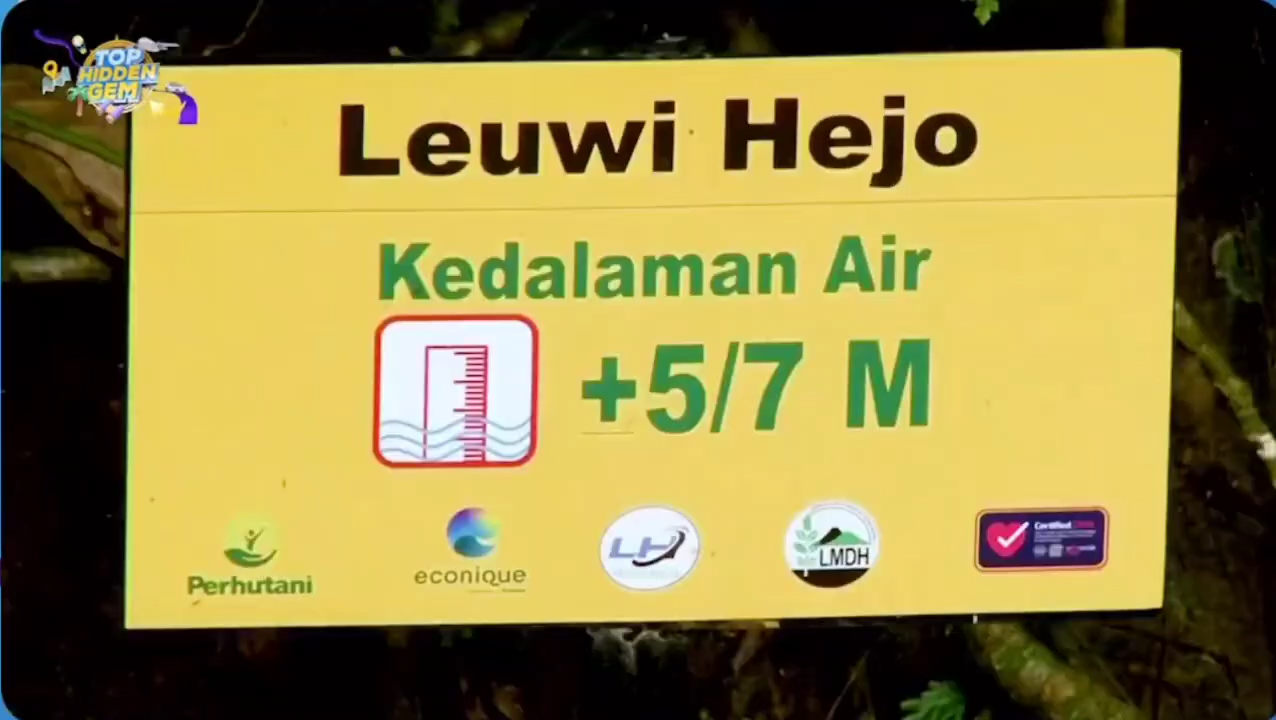 TOP
HIDDEN
GEM
Leuwi Hejo
Kedalaman Air
+5/7 M
Perhutani
econique
LH
LMDH
Certified